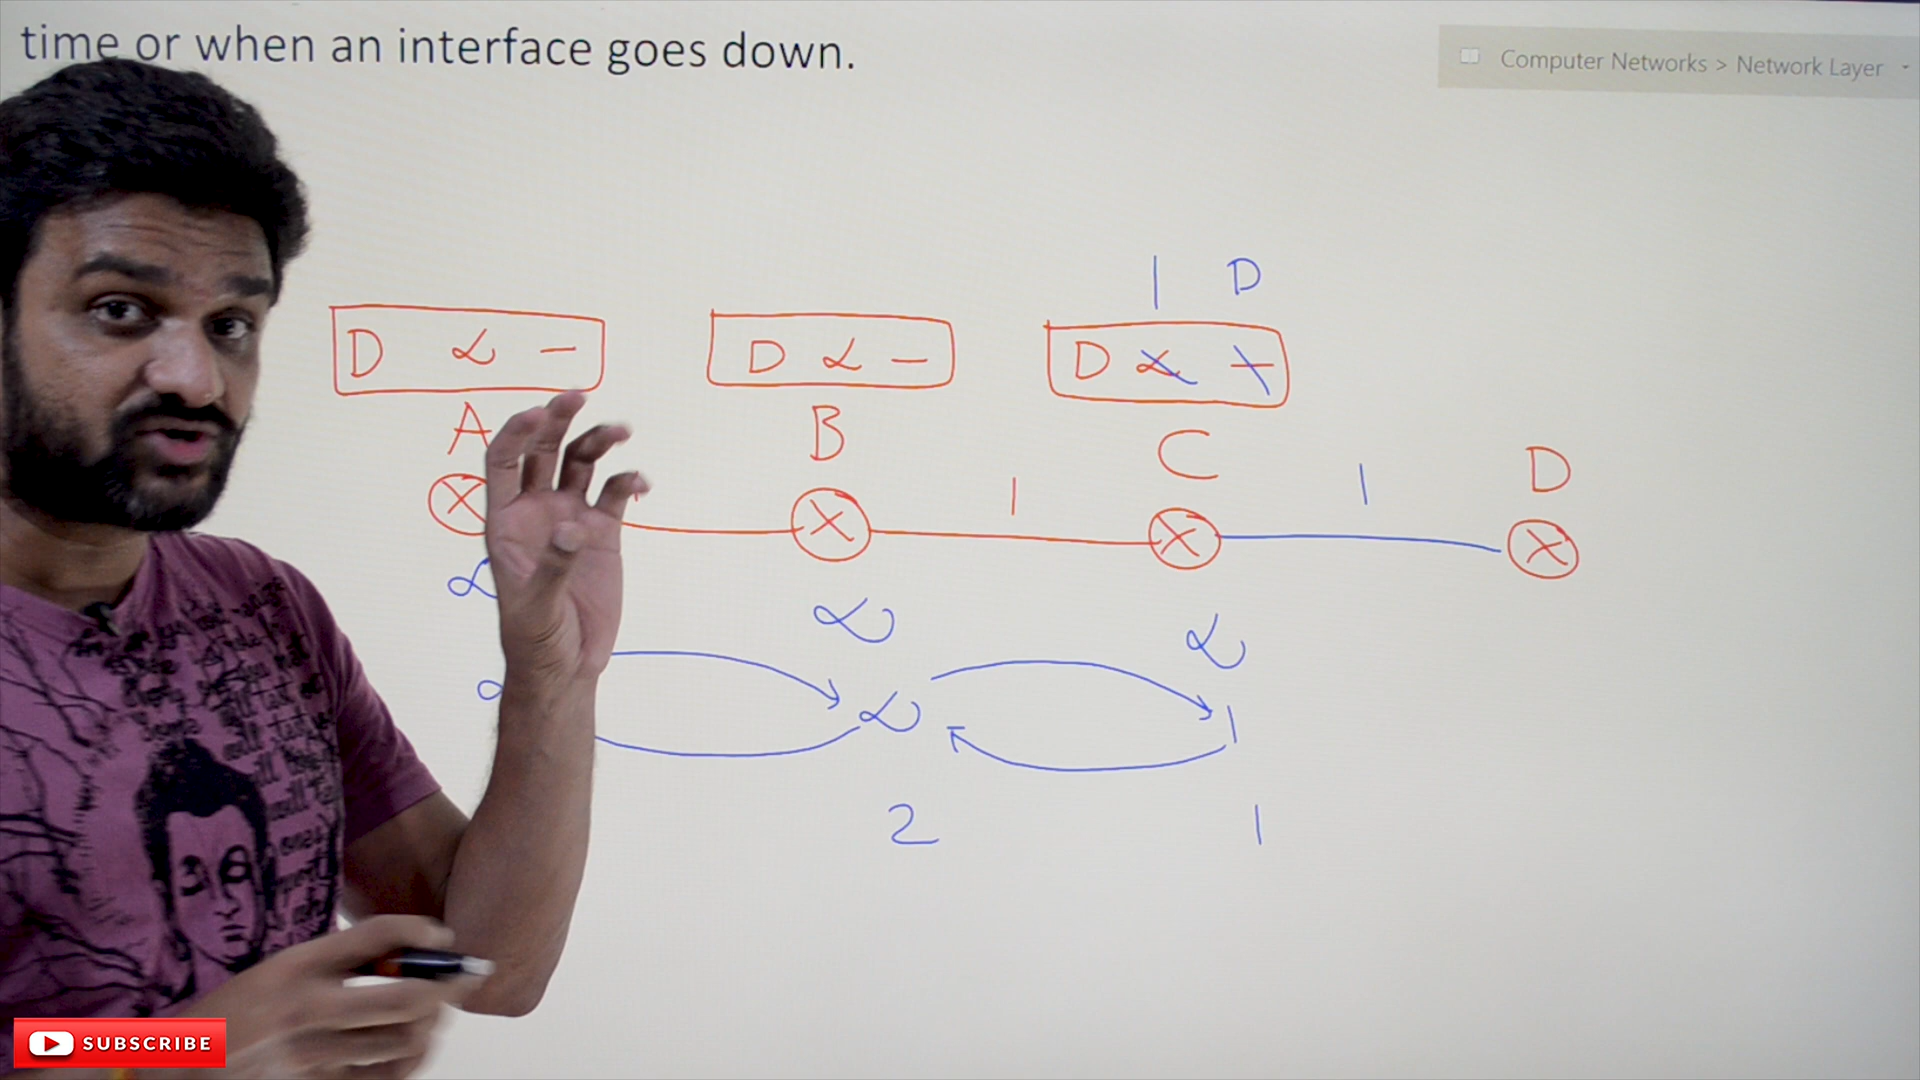 time or when an interface goes down.
Computer Networks > Network Layer
1 D
D ∞ –
D ∞ –
D ∞ –
A
B
C
D
1
1
∞
∞
∞
∞
1
2
1
SUBSCRIBE